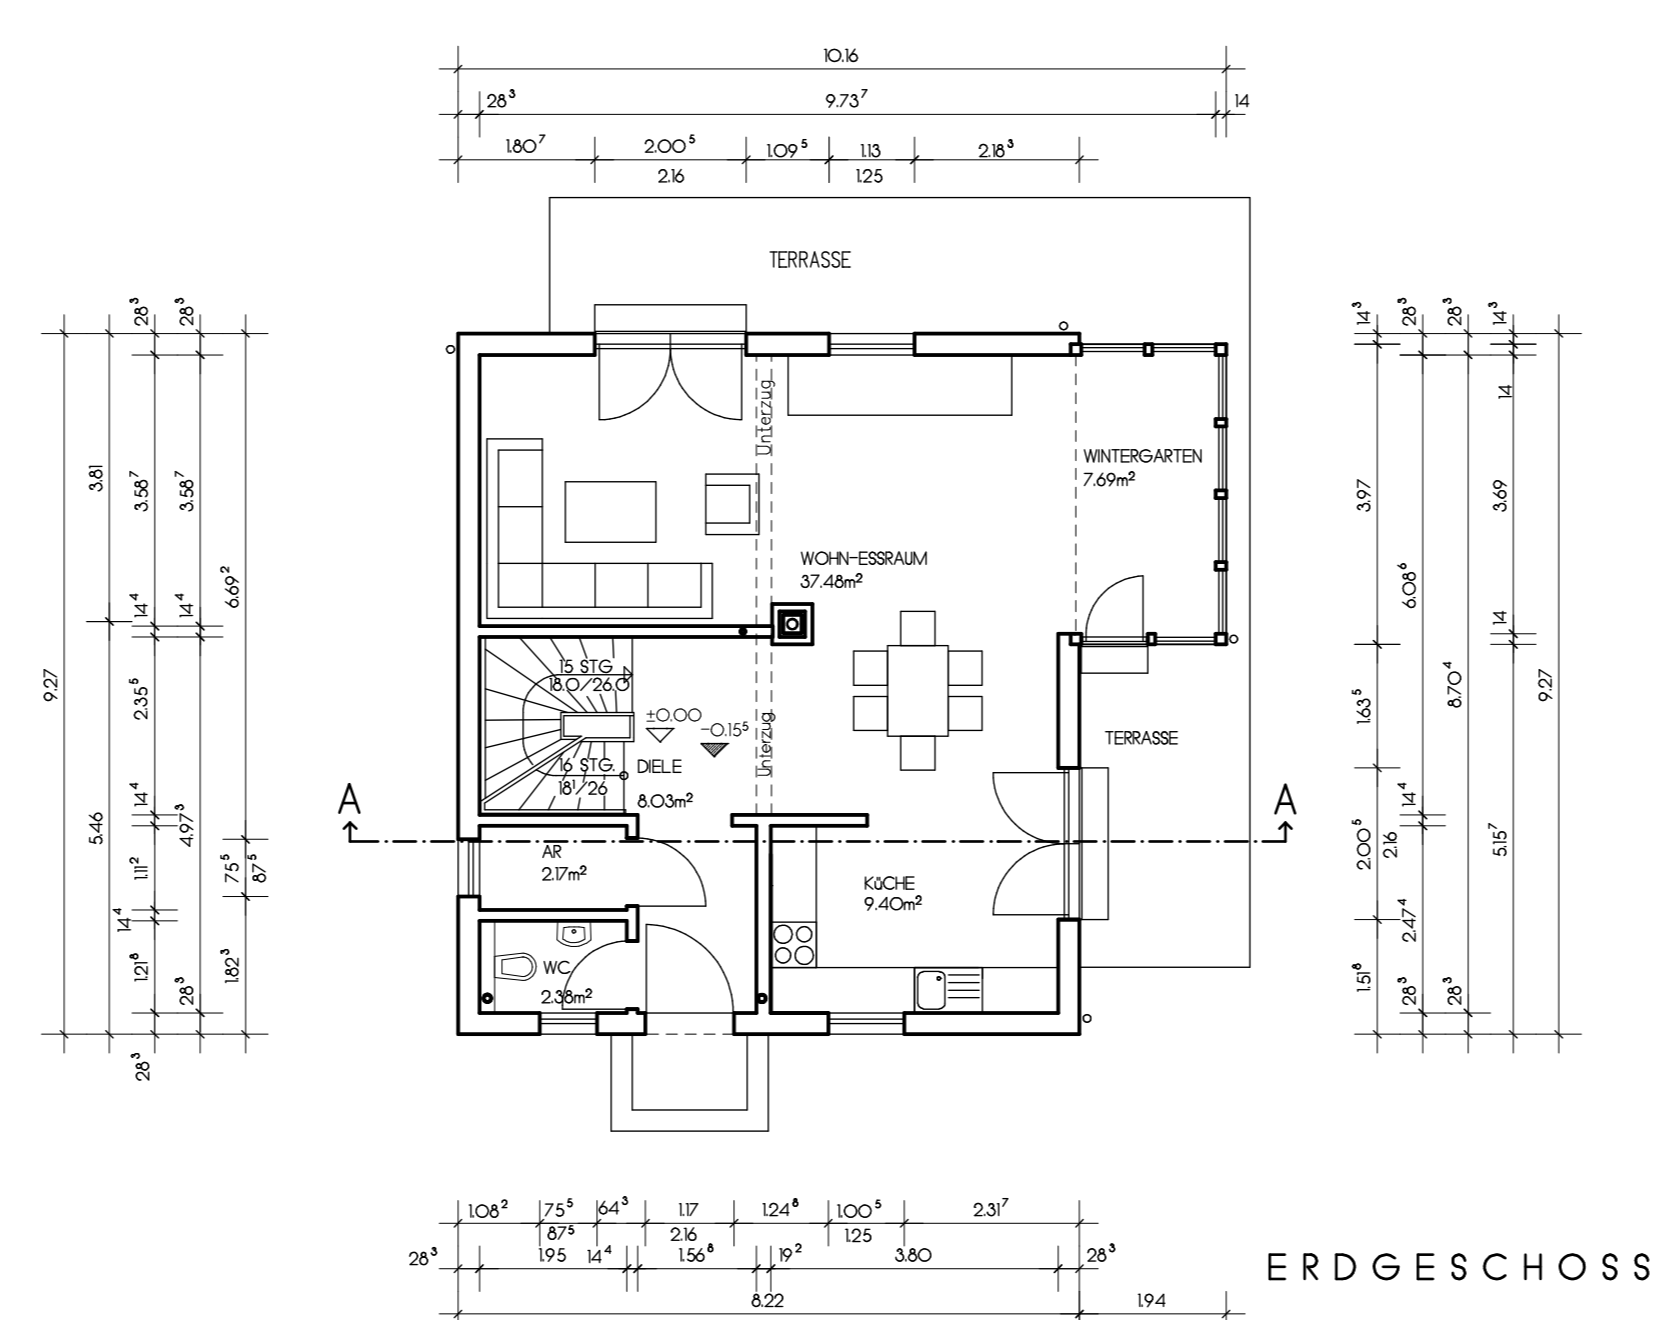 10.16
28³ 9.73⁷ 14
1.80⁷ 2.00⁵ 1.09⁵ 1.13 2.18³
2.16 1.25
TERRASSE
28³ 28³
14³ 28³ 28³ 14³
Unterzug
14
WINTERGARTEN
7.69m²
3.81 3.58⁷ 3.58⁷
3.97 3.69
WOHN-ESSRAUM
37.48m²
6.69²
6.08⁶
14⁴ 14⁴
14
15 STG
18.0/26.0
9.27
2.35⁵
1.63⁵ 8.70⁴ 9.27
±0.00
-0.15⁵
Unterzug
TERRASSE
16 STG.
18¹/26
DIELE
8.03m²
A A
14⁴
14⁴
5.46 4.97³
2.00⁵ 2.16 5.15⁷
AR
2.17m²
1.11² 75⁵ 87⁵
KüCHE
9.40m²
14⁴
2.47⁴
1.21⁸ 1.82³
WC
2.38m²
28³
1.51⁸ 28³ 28³
28³
1.08² 75⁵ 64³ 1.17 1.24⁸ 1.00⁵ 2.31⁷
87⁵ 2.16 1.25
28³ 1.95 14⁴ 1.56⁸ 19² 3.80 28³
8.22 1.94
ERDGESCHOSS